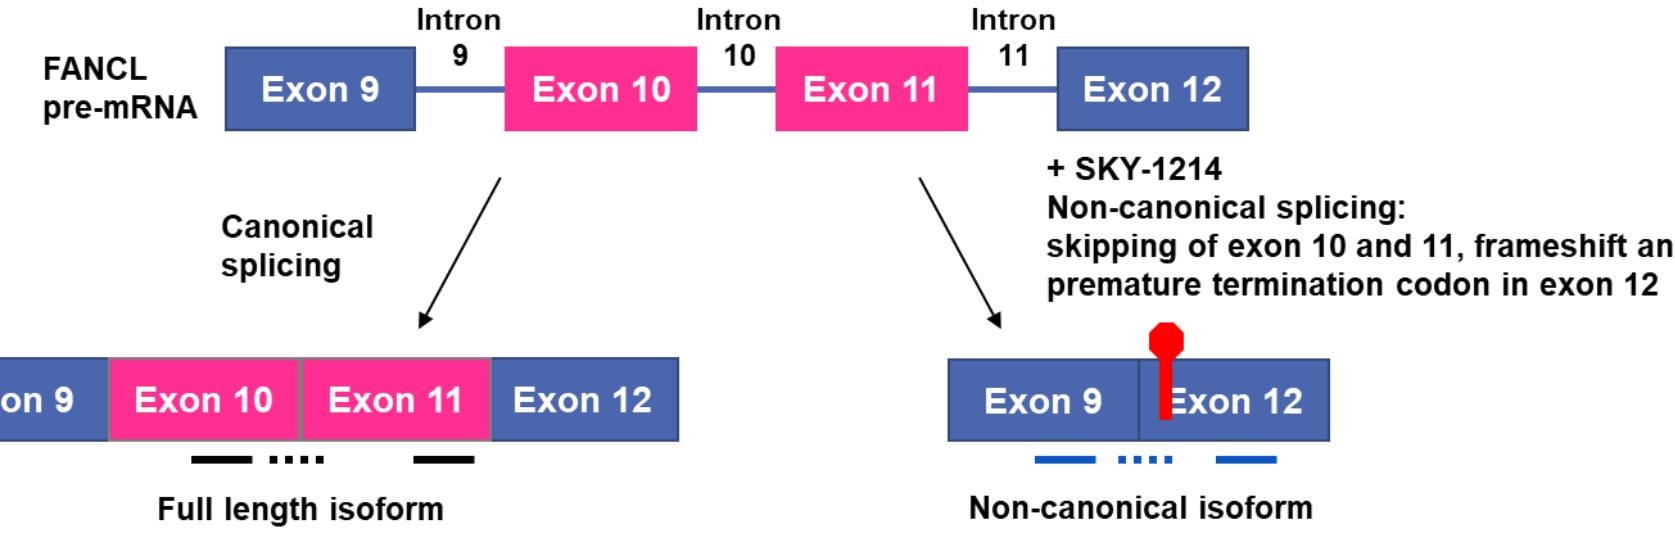 Intron
9
Intron
10
Intron
11
FANCL
pre-mRNA
Exon 9
Exon 10
Exon 11
Exon 12
+ SKY-1214
Non-canonical splicing:
skipping of exon 10 and 11, frameshift an
premature termination codon in exon 12
Canonical
splicing
on 9
Exon 10
Exon 11
Exon 12
Exon 9
Exon 12
Full length isoform
Non-canonical isoform